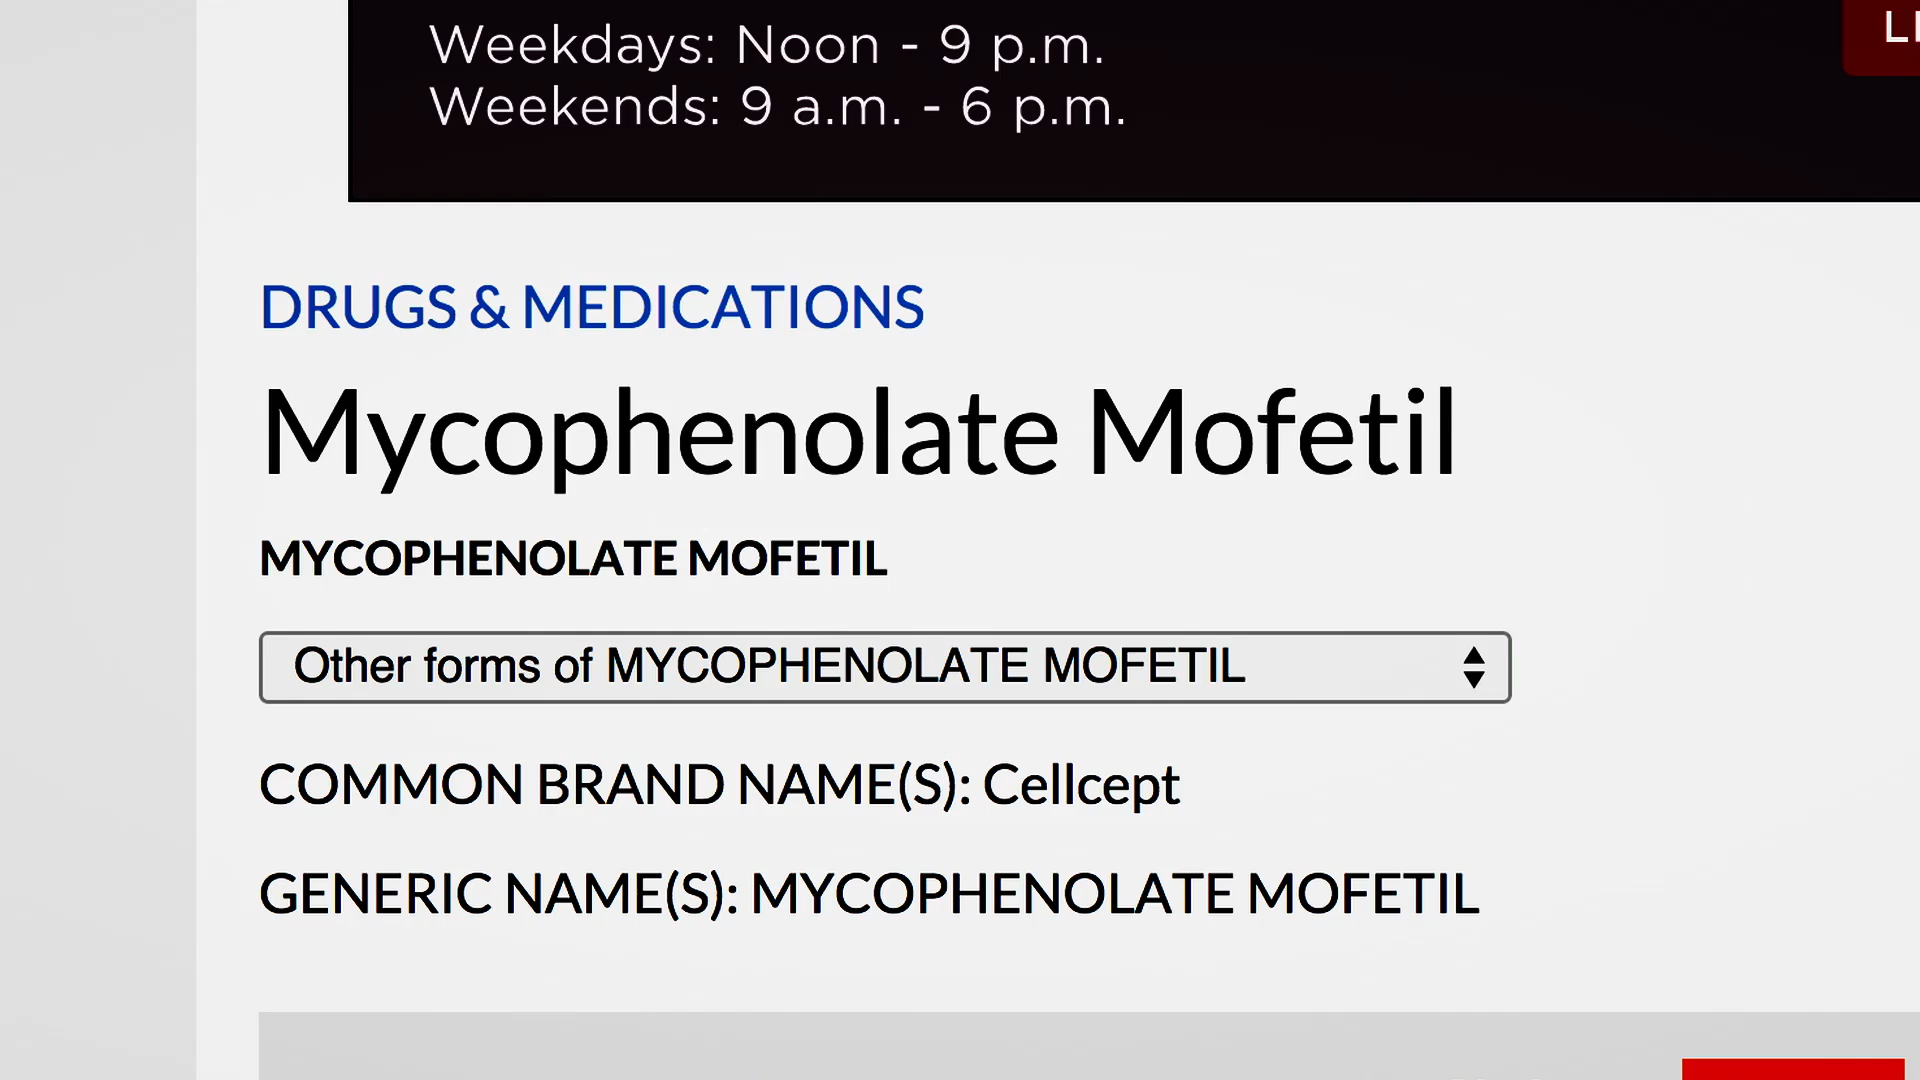 Weekdays: Noon - 9 p.m.
Weekends: 9 a.m. - 6 p.m.
DRUGS & MEDICATIONS
Mycophenolate Mofetil
MYCOPHENOLATE MOFETIL
Other forms of MYCOPHENOLATE MOFETIL
COMMON BRAND NAME(S): Cellcept
GENERIC NAME(S): MYCOPHENOLATE MOFETIL